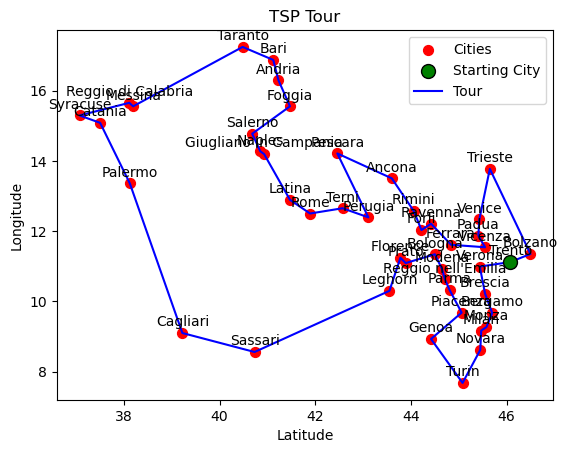 TSP Tour
Cities
Starting City
Tour
Taranto
Bari
Andria
Foggia
Reggio di Calabria
Messina
Syracuse
Catania
Salerno
Naples
Giugliano in Campania
Pescara
Palermo
Ancona
Trieste
Latina
Rome
Terni
Perugia
Rimini
Ravenna
Forlì
Venice
Padua
Vicenza
Ferrara
Bolzano
Trento
Florence
Prato
Bologna
Modena
Verona
Reggio nell'Emilia
Parma
Leghorn
Brescia
Piacenza
Bergamo
Monza
Milan
Cagliari
Sassari
Genoa
Novara
Turin
16
14
12
10
8
38
40
42
44
46
Longitude
Latitude